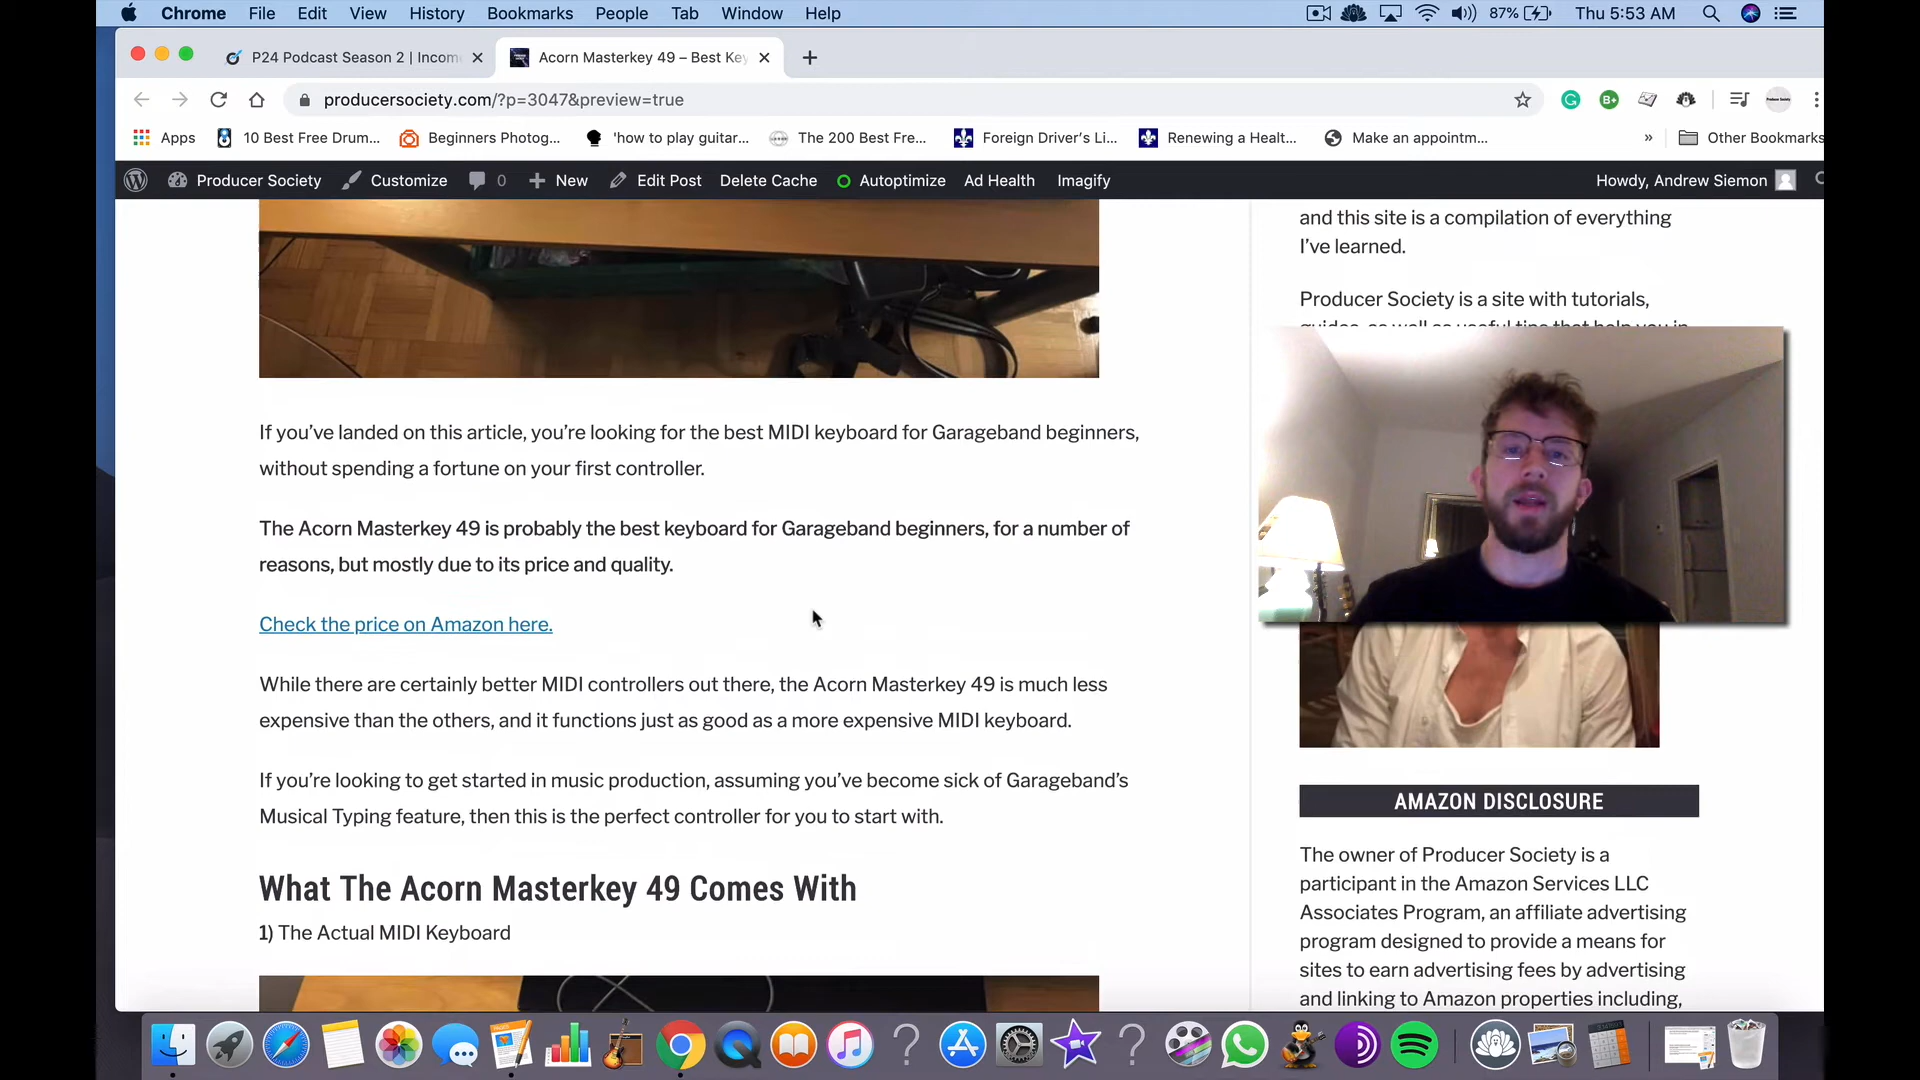 Chrome File Edit View History Bookmarks People Tab Window Help 87% Thu 5:53 AM
P24 Podcast Season 2 | Incom
Acorn Masterkey 49 – Best Key
producersociety.com/?p=3047&preview=true
Apps 10 Best Free Drum... Beginners Photog... 'how to play guitar... The 200 Best Fre... Foreign Driver's Li... Renewing a Healt... Make an appointm... » Other Bookmarks
Producer Society Customize 0 New Edit Post Delete Cache Autoptimize Ad Health Imagify Howdy, Andrew Siemon
If you've landed on this article, you're looking for the best MIDI keyboard for Garageband beginners,
without spending a fortune on your first controller.
The Acorn Masterkey 49 is probably the best keyboard for Garageband beginners, for a number of
reasons, but mostly due to its price and quality.
Check the price on Amazon here.
While there are certainly better MIDI controllers out there, the Acorn Masterkey 49 is much less
expensive than the others, and it functions just as good as a more expensive MIDI keyboard.
If you're looking to get started in music production, assuming you've become sick of Garageband's
Musical Typing feature, then this is the perfect controller for you to start with.
What The Acorn Masterkey 49 Comes With
1) The Actual MIDI Keyboard
and this site is a compilation of everything
I've learned.
Producer Society is a site with tutorials,
guides, as well as useful tips that help you in
AMAZON DISCLOSURE
The owner of Producer Society is a
participant in the Amazon Services LLC
Associates Program, an affiliate advertising
program designed to provide a means for
sites to earn advertising fees by advertising
and linking to Amazon properties including,